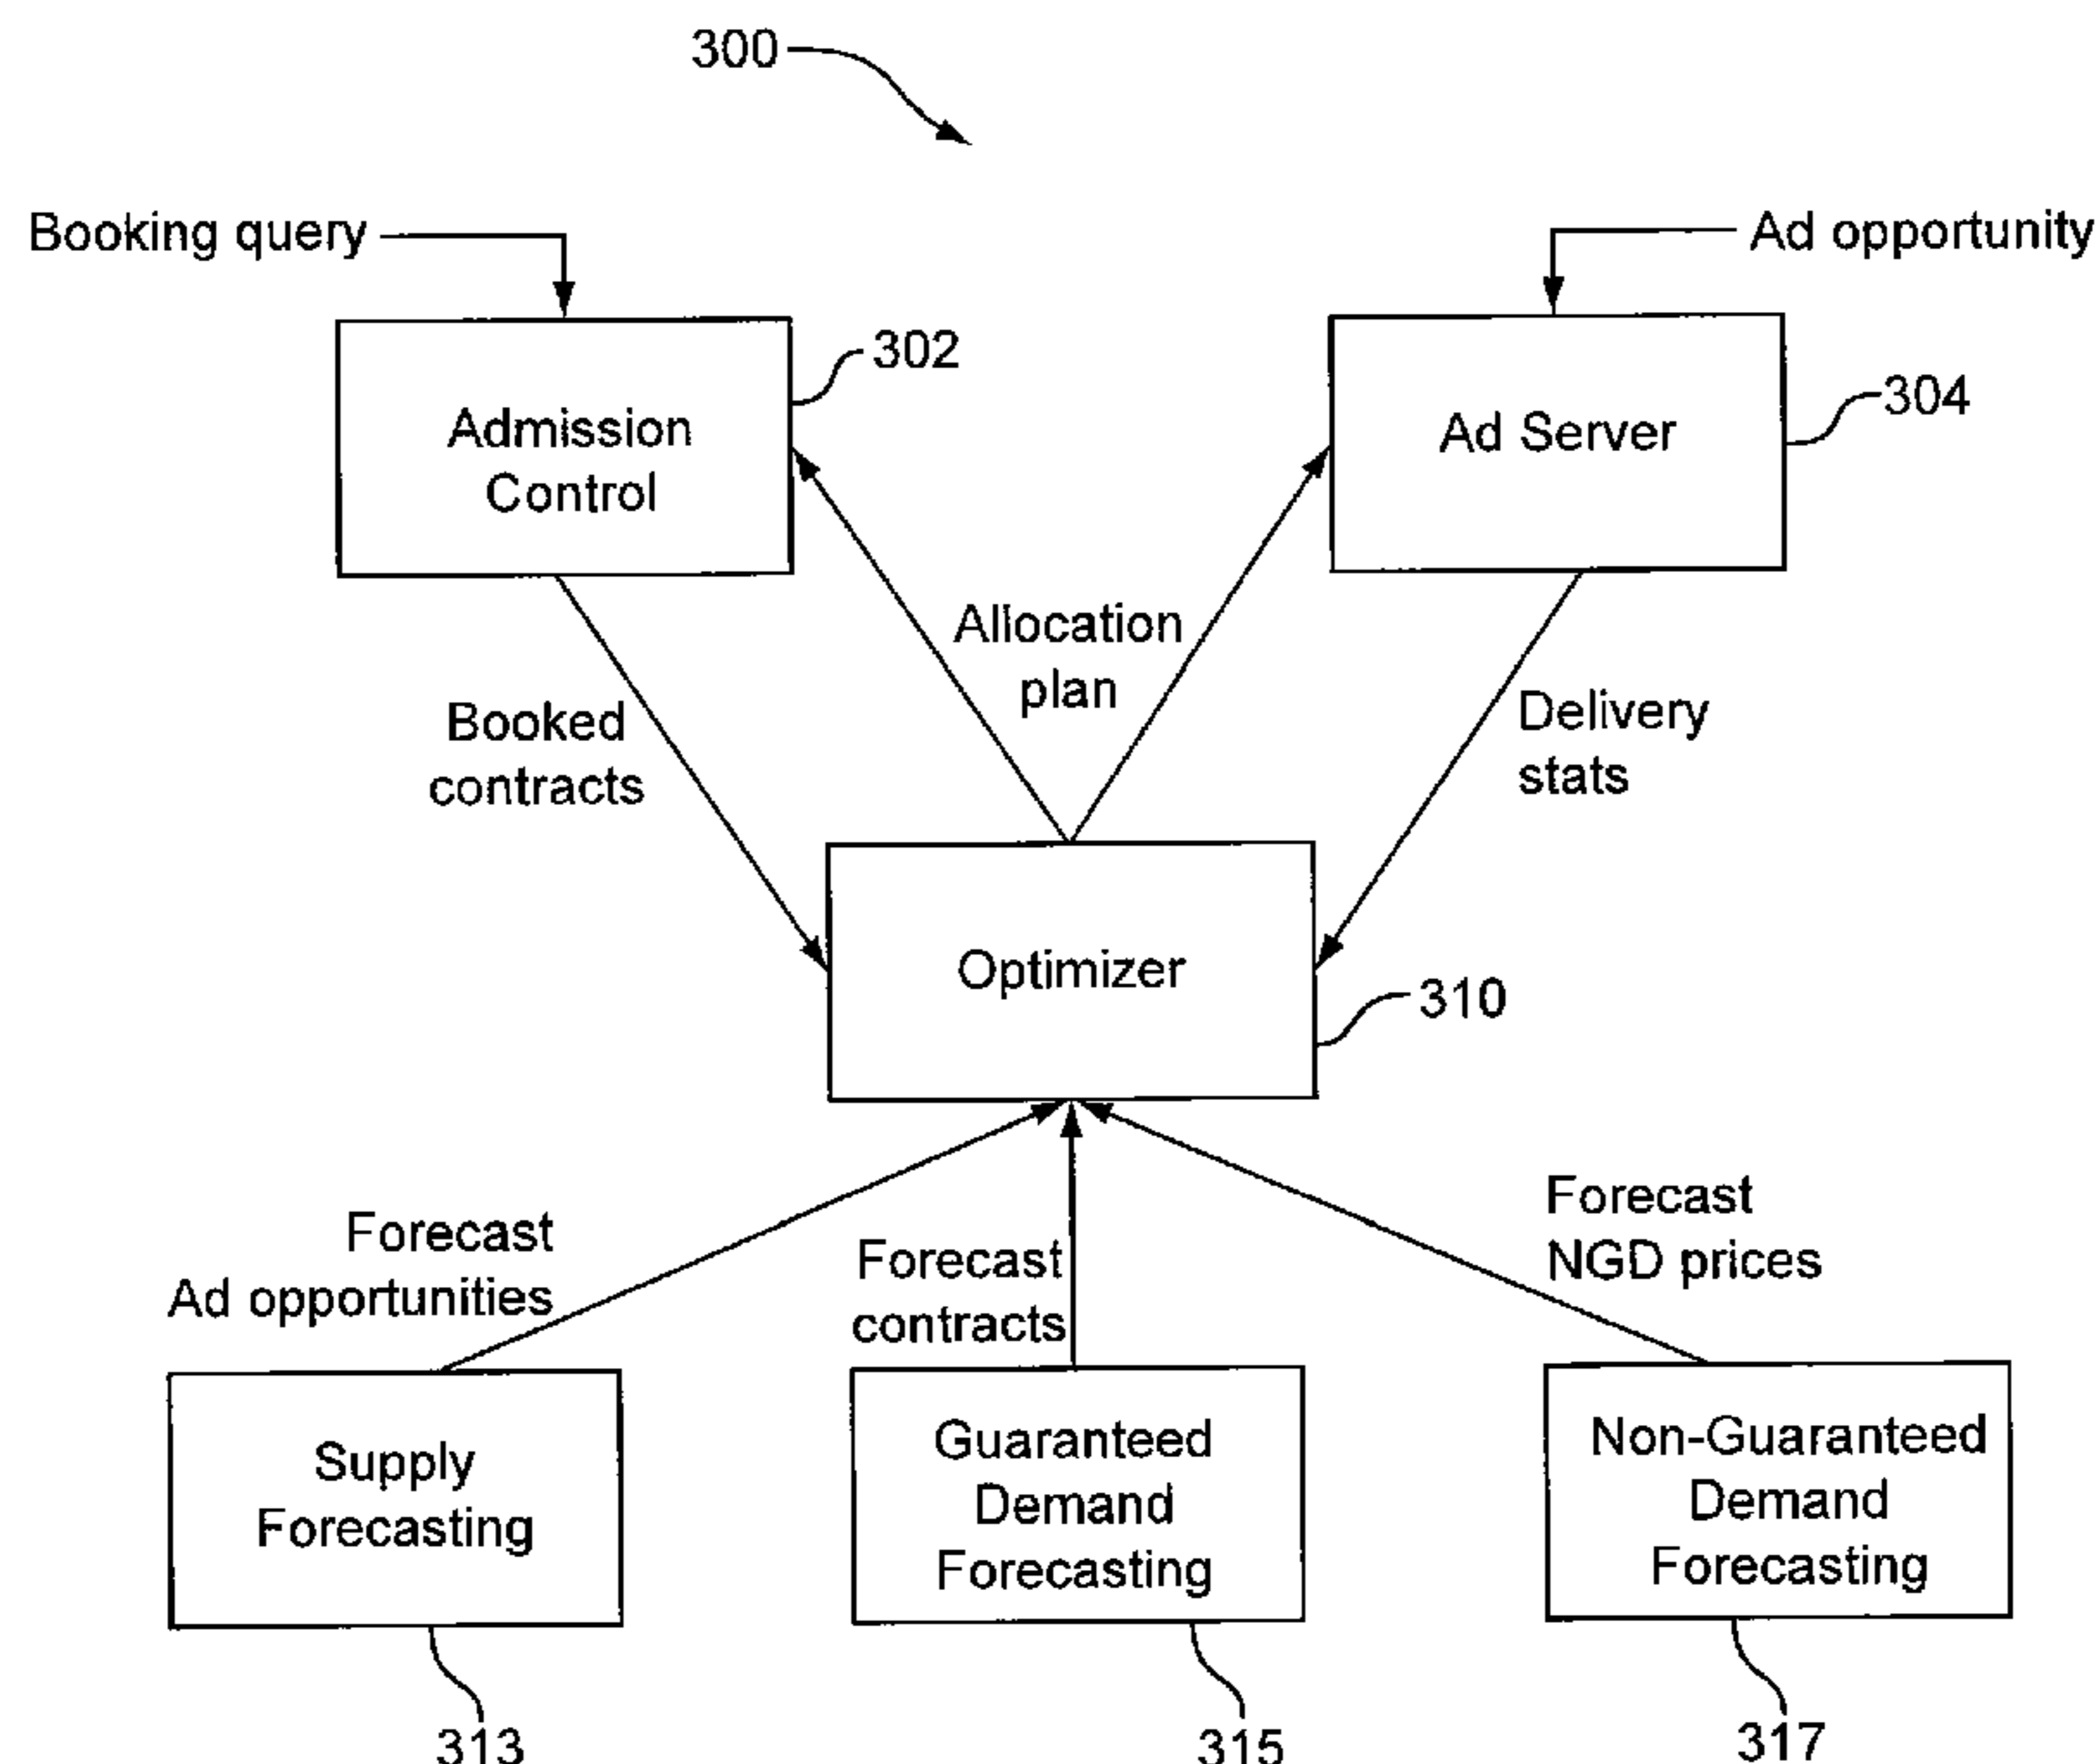 300
Booking query
Ad opportunity
302
Admission
Control
304
Ad Server
Allocation
plan
Booked
contracts
Delivery
stats
Optimizer
310
Forecast
Ad opportunities
Forecast
contracts
Forecast
NGD prices
Supply
Forecasting
Guaranteed
Demand
Forecasting
Non-Guaranteed
Demand
Forecasting
313
315
317